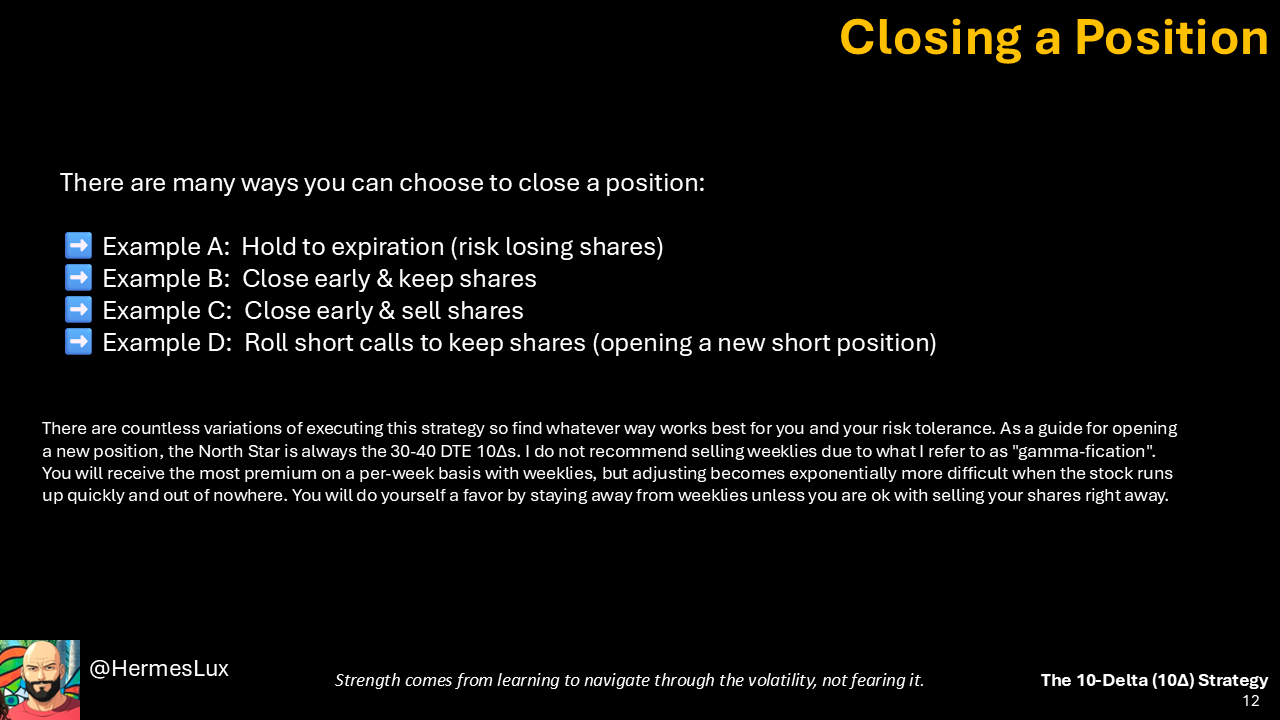 Closing a Position
There are many ways you can choose to close a position:
➡️ Example A: Hold to expiration (risk losing shares)
➡️ Example B: Close early & keep shares
➡️ Example C: Close early & sell shares
➡️ Example D: Roll short calls to keep shares (opening a new short position)
There are countless variations of executing this strategy so find whatever way works best for you and your risk tolerance. As a guide for opening
a new position, the North Star is always the 30-40 DTE 10Δs. I do not recommend selling weeklies due to what I refer to as "gamma-fication".
You will receive the most premium on a per-week basis with weeklies, but adjusting becomes exponentially more difficult when the stock runs
up quickly and out of nowhere. You will do yourself a favor by staying away from weeklies unless you are ok with selling your shares right away.
@HermesLux
Strength comes from learning to navigate through the volatility, not fearing it.
The 10-Delta (10Δ) Strategy
12